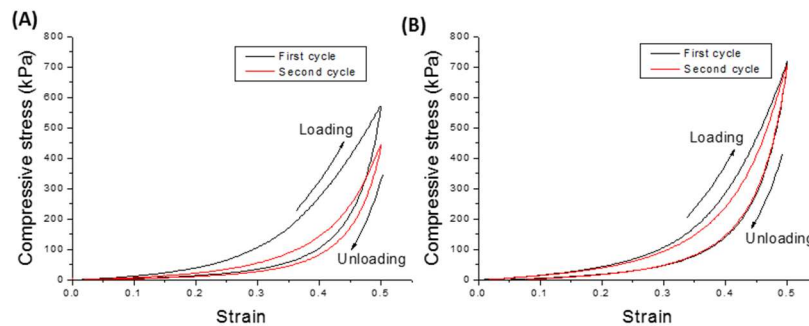 (A)
800
700
600
500
400
300
200
100
0
Compressive stress (kPa)
First cycle
Second cycle
Loading
Unloading
0.0 0.1 0.2 0.3 0.4 0.5
Strain
(B)
800
700
600
500
400
300
200
100
0
Compressive stress (kPa)
First cycle
Second cycle
Loading
Unloading
0.0 0.1 0.2 0.3 0.4 0.5
Strain